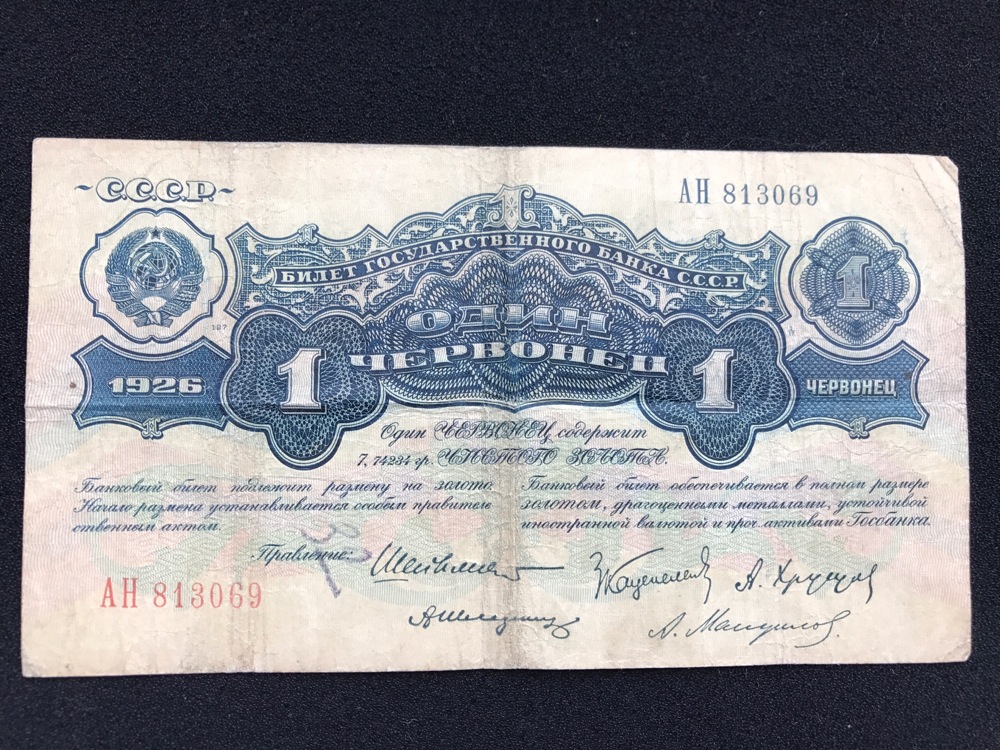 С.С.С.Р.
АН 813069
1
БИЛЕТ ГОСУДАРСТВЕННОГО БАНКА С.С.С.Р.
1
ОДИН
ЧЕРВОНЕЦ
1
1
1926
ЧЕРВОНЕЦ
Один ЧЕРВОНЕЦ содержит
7,74234 гр. ЧИСТОГО ЗОЛОТА.
Банковый билет подлежит размену на золото.
Начало размена устанавливается особым правитель
ственным актом.
Банковый билет обеспечивается в полном размере
золотом, драгоценными металлами, устойчивой
иностранной валютой и проч. активами Госбанка.
Правление:
А. Хрущов
АН 813069